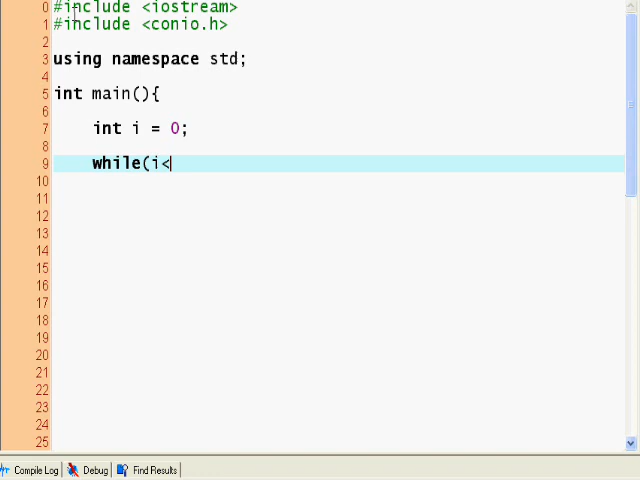 0 #include <iostream>
1 #include <conio.h>
2
3 using namespace std;
4
5 int main(){
6
7 int i = 0;
8
9 while(i<
10
11
12
13
14
15
16
17
18
19
20
21
22
23
24
25
Compile Log Debug Find Results